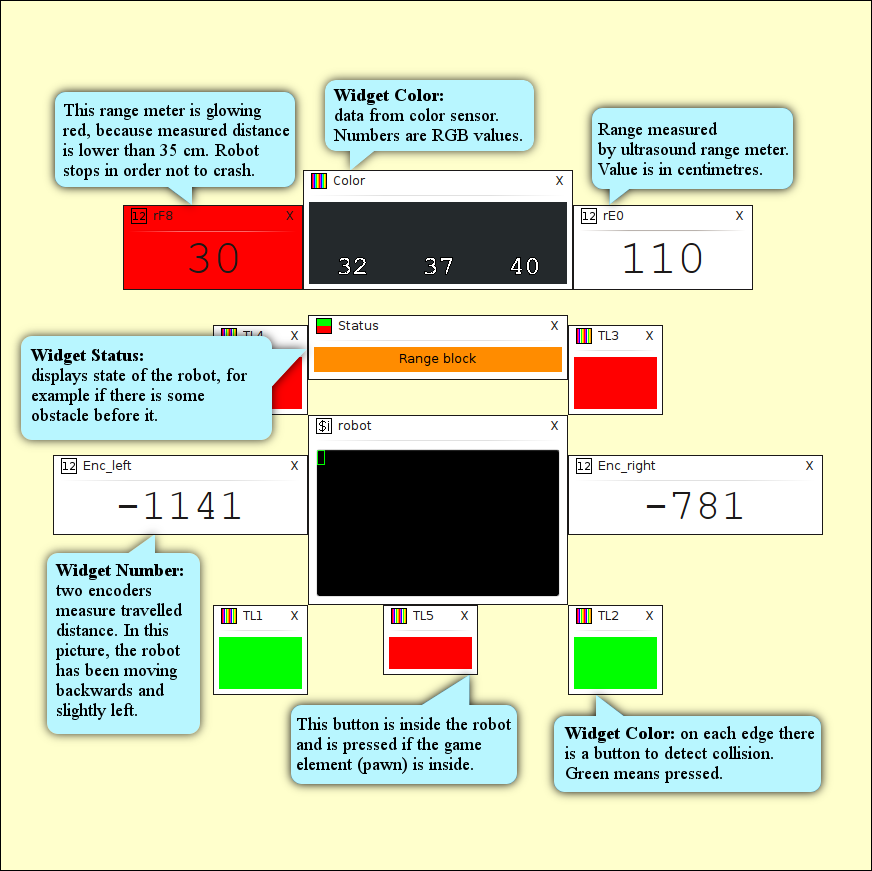 This range meter is glowing
red, because measured distance
is lower than 35 cm. Robot
stops in order not to crash.
Widget Color:
data from color sensor.
Numbers are RGB values.
Range measured
by ultrasound range meter.
Value is in centimetres.
12 rF8 X
30
Color X
32 37 40
12 rE0 X
110
TL4 X
Status X
Range block
TL3 X
Widget Status:
displays state of the robot, for
example if there is some
obstacle before it.
$i robot X
12 Enc_left X
-1141
12 Enc_right X
-781
Widget Number:
two encoders
measure travelled
distance. In this
picture, the robot
has been moving
backwards and
slightly left.
TL1 X
TL5 X
TL2 X
This button is inside the robot
and is pressed if the game
element (pawn) is inside.
Widget Color: on each edge there
is a button to detect collision.
Green means pressed.